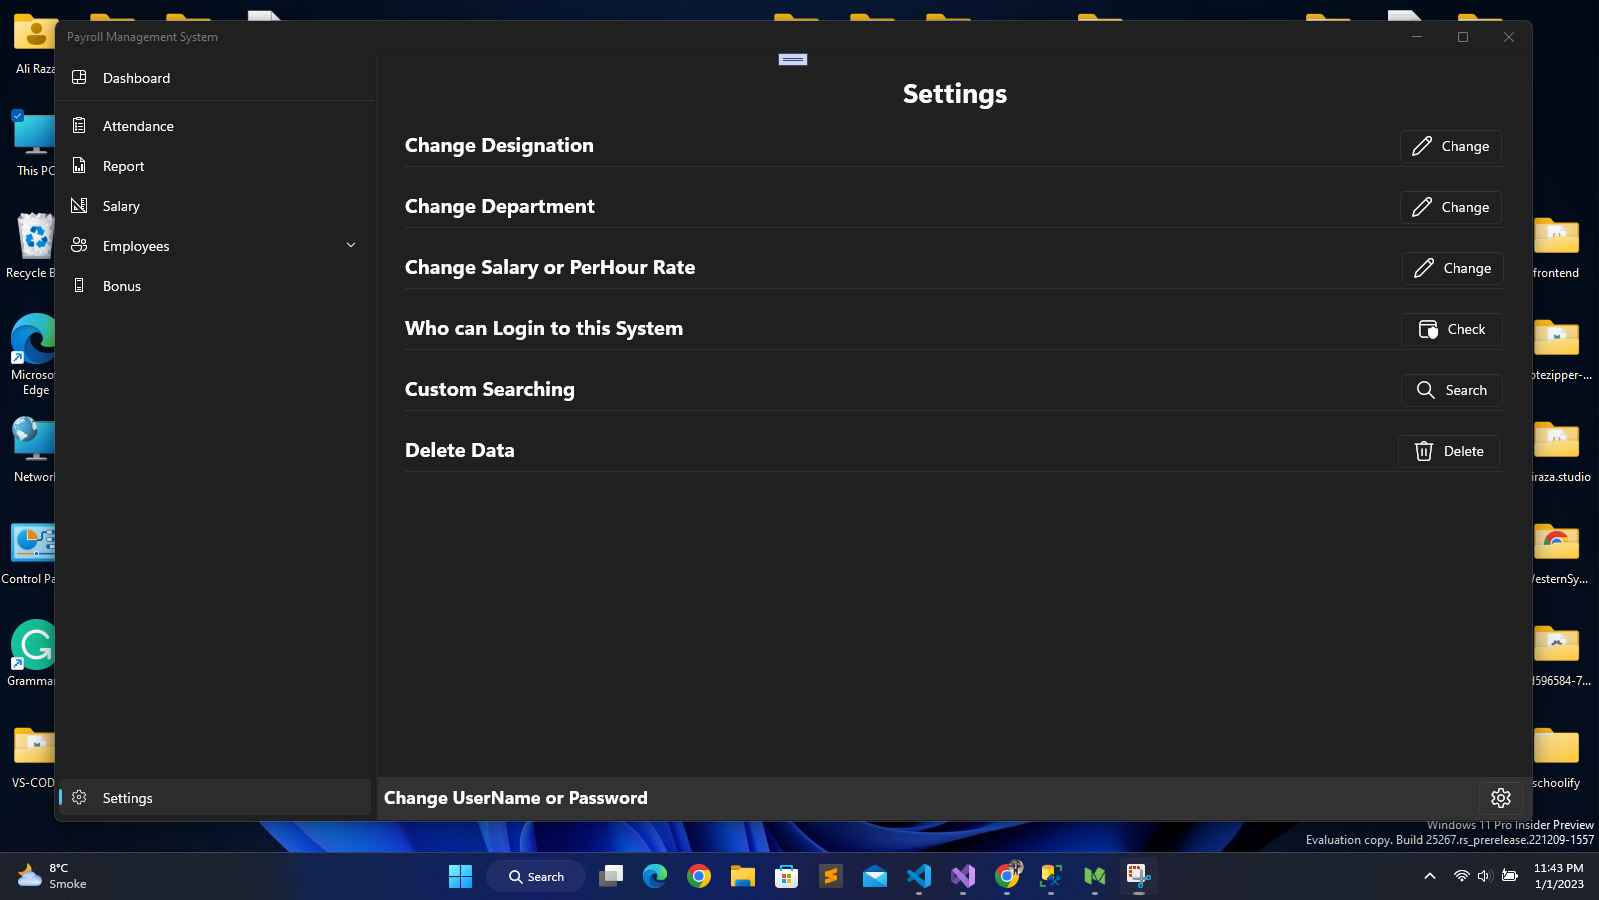 Payroll Management System
Dashboard
Attendance
Report
Salary
Employees
Bonus
Settings
Settings
Change Designation
Change
Change Department
Change
Change Salary or PerHour Rate
Change
Who can Login to this System
Check
Custom Searching
Search
Delete Data
Delete
Change UserName or Password
Ali Raza
This PC
Recycle B
Microso
Edge
Networ
Control Pa
Gramma
VS-COD
frontend
otezipper-...
iraza.studio
VesternSy...
d596584-7...
schoolify
Windows 11 Pro Insider Preview
Evaluation copy. Build 25267.rs_prerelease.221209-1557
8°C
Smoke
Search
11:43 PM
1/1/2023